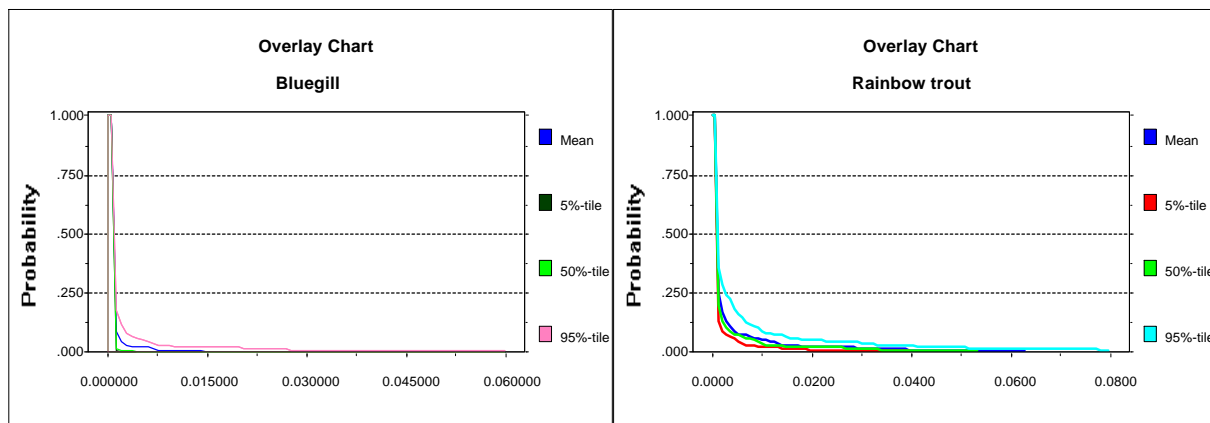 Overlay Chart
Bluegill
Probability
1.000
.750
.500
.250
.000
0.000000 0.015000 0.030000 0.045000 0.060000
Mean
5%-tile
50%-tile
95%-tile
Overlay Chart
Rainbow trout
Probability
1.000
.750
.500
.250
.000
0.0000 0.0200 0.0400 0.0600 0.0800
Mean
5%-tile
50%-tile
95%-tile